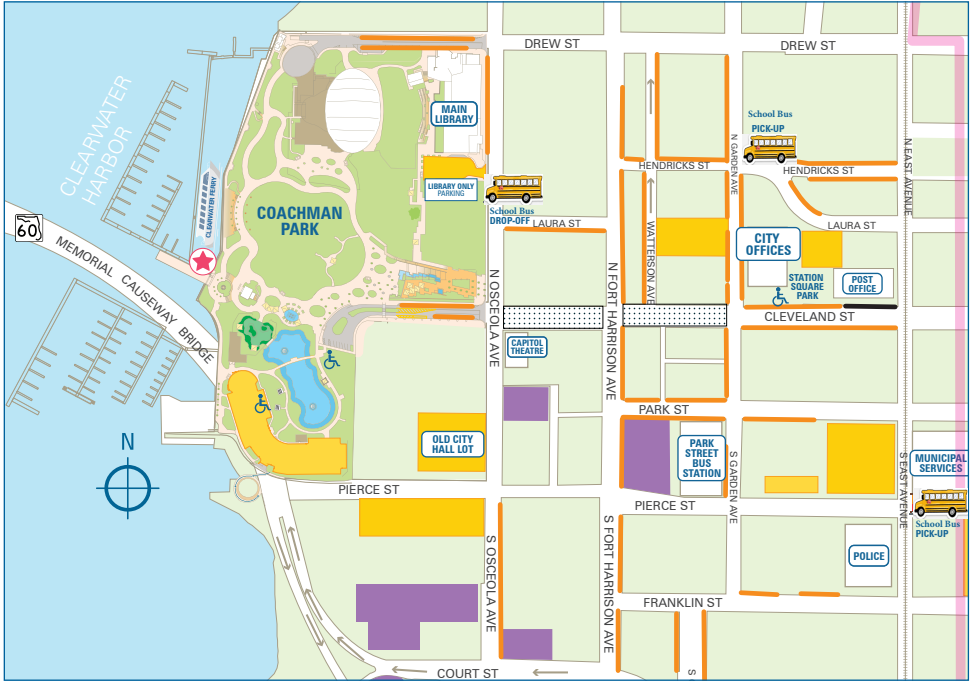 DREW ST
DREW ST
CLEARWATER
HARBOR
MAIN
LIBRARY
School Bus
PICK-UP
N GARDEN AVE
N EAST AVENUE
HENDRICKS ST
HENDRICKS ST
LIBRARY ONLY
PARKING
CLEARWATER FERRY
School Bus
DROP-OFF
COACHMAN
PARK
LAURA ST
LAURA ST
60
MEMORIAL CAUSEWAY BRIDGE
WATTERSON AVE
CITY
OFFICES
STATION
SQUARE
PARK
POST
OFFICE
N OSCEOLA AVE
N FORT HARRISON AVE
CLEVELAND ST
CAPITOL
THEATRE
PARK ST
N
OLD CITY
HALL LOT
PARK
STREET
BUS
STATION
S GARDEN AVE
S EAST AVENUE
MUNICIPAL
SERVICES
PIERCE ST
PIERCE ST
School Bus
PICK-UP
S OSCEOLA AVE
S FORT HARRISON AVE
POLICE
FRANKLIN ST
COURT ST
S